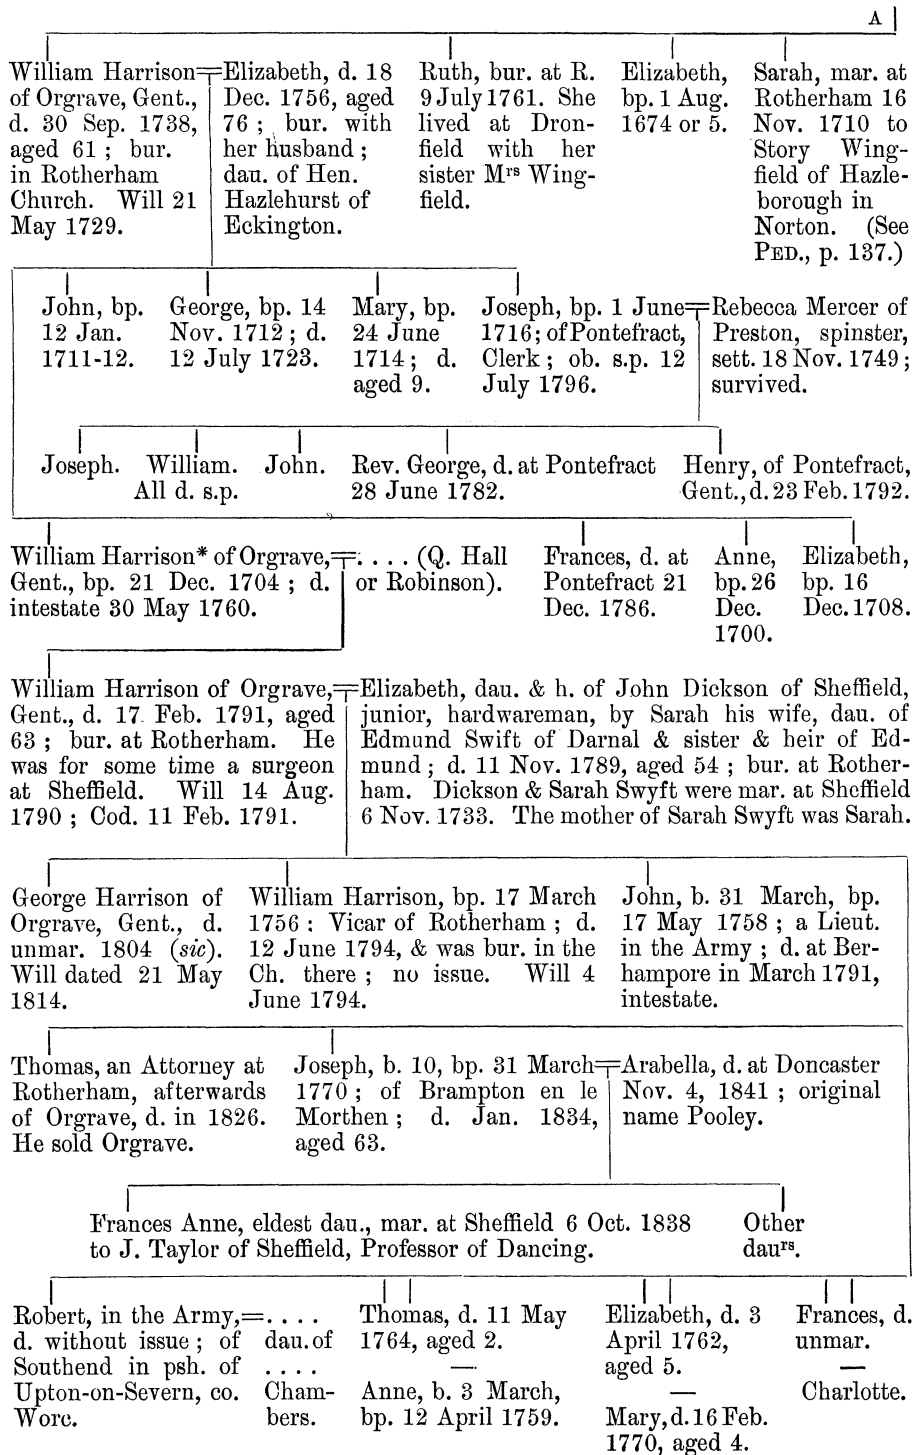 A
William Harrison=Elizabeth, d. 18
of Orgrave, Gent., Dec. 1756, aged
d. 30 Sep. 1738, 76 ; bur. with
aged 61 ; bur. her husband ;
in Rotherham dau. of Hen.
Church. Will 21 Hazlehurst of
May 1729. Eckington.
Ruth, bur. at R.
9 July 1761. She
lived at Dron-
field with her
sister Mrs Wing-
field.
Elizabeth,
bp. 1 Aug.
1674 or 5.
Sarah, mar. at
Rotherham 16
Nov. 1710 to
Story Wing-
field of Hazle-
borough in
Norton. (See
PED., p. 137.)
John, bp.
12 Jan.
1711-12.
George, bp. 14
Nov. 1712 ; d.
12 July 1723.
Mary, bp.
24 June
1714 ; d.
aged 9.
Joseph, bp. 1 June=Rebecca Mercer of
1716; of Pontefract, Preston, spinster,
Clerk ; ob. s.p. 12 sett. 18 Nov. 1749 ;
July 1796. survived.
Joseph. William. John.
All d. s.p.
Rev. George, d. at Pontefract
28 June 1782.
Henry, of Pontefract,
Gent., d. 23 Feb. 1792.
William Harrison* of Orgrave,=. . . . (Q. Hall
Gent., bp. 21 Dec. 1704 ; d. or Robinson).
intestate 30 May 1760.
Frances, d. at
Pontefract 21
Dec. 1786.
Anne,
bp. 26
Dec.
1700.
Elizabeth,
bp. 16
Dec. 1708.
William Harrison of Orgrave,=Elizabeth, dau. & h. of John Dickson of Sheffield,
Gent., d. 17 Feb. 1791, aged junior, hardwareman, by Sarah his wife, dau. of
63 ; bur. at Rotherham. He Edmund Swift of Darnal & sister & heir of Ed-
was for some time a surgeon mund ; d. 11 Nov. 1789, aged 54 ; bur. at Rother-
at Sheffield. Will 14 Aug. ham. Dickson & Sarah Swyft were mar. at Sheffield
1790 ; Cod. 11 Feb. 1791. 6 Nov. 1733. The mother of Sarah Swyft was Sarah.
George Harrison of
Orgrave, Gent., d.
unmar. 1804 (sic).
Will dated 21 May
1814.
William Harrison, bp. 17 March
1756 : Vicar of Rotherham ; d.
12 June 1794, & was bur. in the
Ch. there ; no issue. Will 4
June 1794.
John, b. 31 March, bp.
17 May 1758 ; a Lieut.
in the Army ; d. at Ber-
hampore in March 1791,
intestate.
Thomas, an Attorney at
Rotherham, afterwards
of Orgrave, d. in 1826.
He sold Orgrave.
Joseph, b. 10, bp. 31 March=Arabella, d. at Doncaster
1770 ; of Brampton en le Nov. 4, 1841 ; original
Morthen ; d. Jan. 1834, name Pooley.
aged 63.
Frances Anne, eldest dau., mar. at Sheffield 6 Oct. 1838
to J. Taylor of Sheffield, Professor of Dancing.
Other
daurs.
Robert, in the Army,=. . . .
d. without issue ; of dau. of
Southend in psh. of . . . .
Upton-on-Severn, co. Cham-
Worc. bers.
Thomas, d. 11 May
1764, aged 2.
—
Anne, b. 3 March,
bp. 12 April 1759.
Elizabeth, d. 3
April 1762,
aged 5.
—
Mary, d. 16 Feb.
1770, aged 4.
Frances, d.
unmar.
—
Charlotte.